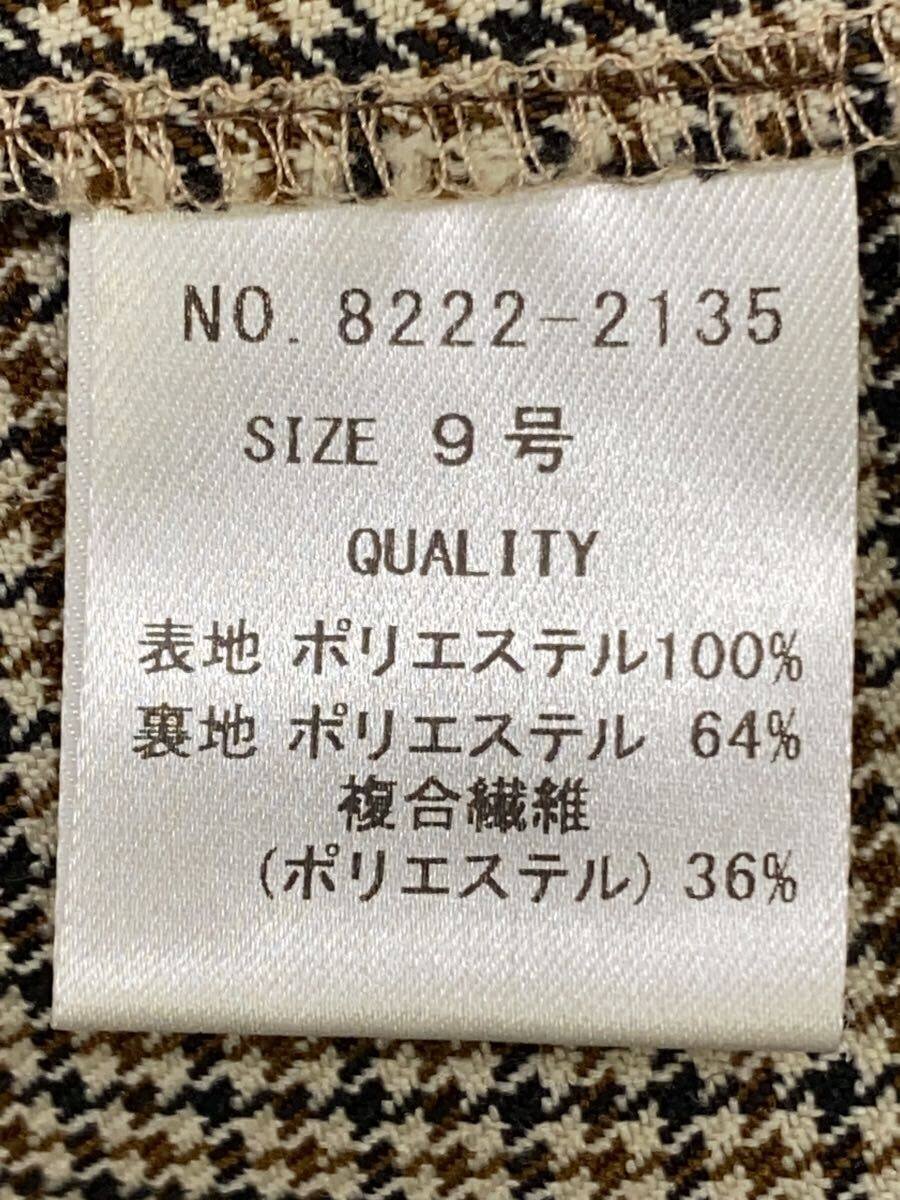 NO. 8222-2135
SIZE 9号
QUALITY
表地 ポリエステル100%
裏地 ポリエステル 64%
複合繊維
(ポリエステル) 36%